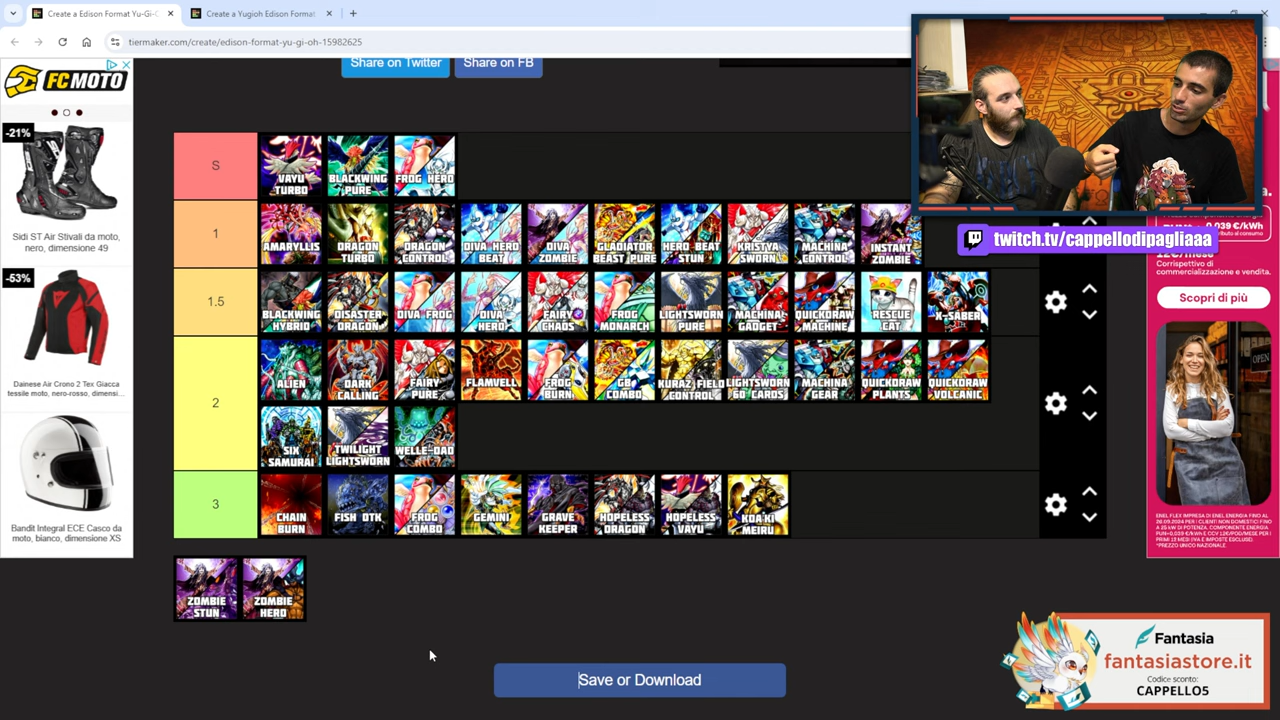 Create a Edison Format Yu-Gi-O
Create a Yugioh Edison Format
tiermaker.com/create/edison-format-yu-gi-oh-15982625
FC MOTO
-21%
Sidi ST Air Stivali da moto,
nero, dimensione 49
-53%
Dainese Air Crono 2 Tex Giacca
tessile moto, nero-rosso, dimensi...
Bandit Integral ECE Casco da
moto, bianco, dimensione XS
Share on Twitter
Share on FB
S
VAYU TURBO
BLACKWING PURE
FROG HERO
1
AMARYLLIS
DRAGON TURBO
DRAGON CONTROL
DIVA HERO BEAT
DIVA ZOMBIE
GLADIATOR BEAST PURE
HERO BEAT STUN
KRISTYA SWORN
MACHINA CONTROL
INSTANT ZOMBIE
1.5
BLACKWING HYBRID
DISASTER DRAGON
DIVA FROG
DIVA HERO
FAIRY CHAOS
FROG MONARCH
LIGHTSWORN PURE
MACHINA GADGET
QUICKDRAW MACHINE
RESCUE CAT
X-SABER
2
ALIEN
DARK CALLING
FAIRY PURE
FLAMVELL
FROG BURN
GB COMBO
KURAZ FIELD CONTROL
LIGHTSWORN 60 CARDS
MACHINA GEAR
QUICKDRAW PLANTS
QUICKDRAW VOLCANIC
SIX SAMURAI
TWILIGHT LIGHTSWORN
WELLE-DAD
3
CHAIN BURN
FISH OTK
FROG COMBO
GEMINI
GRAVE KEEPER
HOPELESS DRAGON
HOPELESS VAYU
KOA'KI MEIRU
ZOMBIE STUN
ZOMBIE HERO
Save or Download
twitch.tv/cappellodipagliaaa
0,039 €/kWh
12€/mese
Corrispettivo di
commercializzazione e vendita.
Scopri di più
Fantasia
fantasiastore.it
Codice sconto:
CAPPELLO5